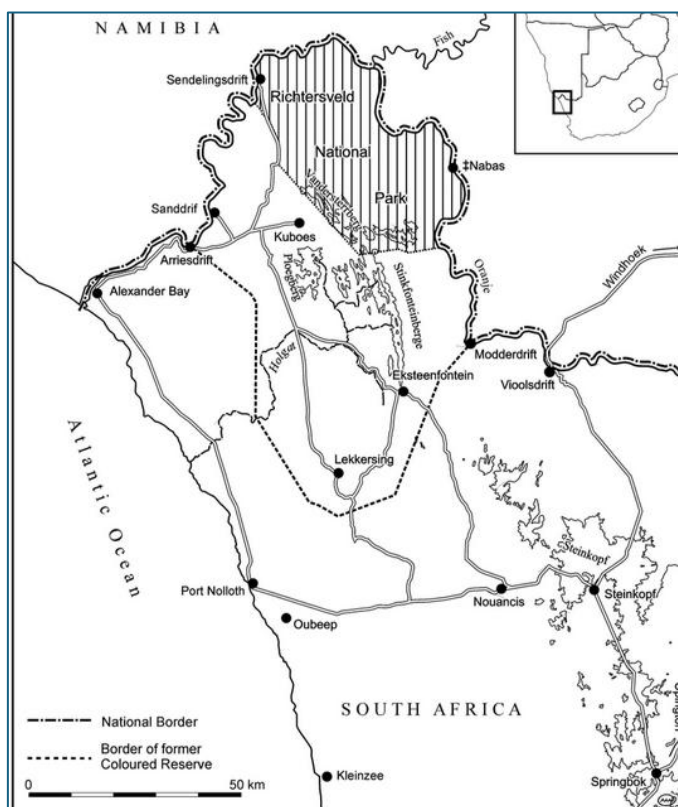 NAMIBIA
Fish
Sendelingsdrift
Richtersveld
National
Park
‡Nabas
Vandersterrberg
Sanddrif
Kuboes
Arriesdrift
Ploegberg
Stinkfonteinberge
Oranje
Windhoek
Alexander Bay
Holgat
Modderdrift
Vioolsdrift
Eksteenfontein
Lekkersing
Atlantic Ocean
Steinkopf
Port Nolloth
Nouancis
Steinkopf
Oubeep
SOUTH AFRICA
National Border
Border of former
Coloured Reserve
0 50 km
Kleinzee
Springbok